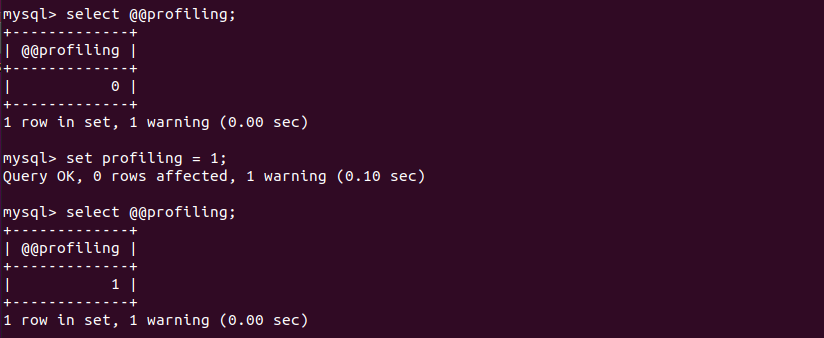 mysql> select @@profiling;
+-------------+
| @@profiling |
+-------------+
|           0 |
+-------------+
1 row in set, 1 warning (0.00 sec)
mysql> set profiling = 1;
Query OK, 0 rows affected, 1 warning (0.10 sec)
mysql> select @@profiling;
+-------------+
| @@profiling |
+-------------+
|           1 |
+-------------+
1 row in set, 1 warning (0.00 sec)